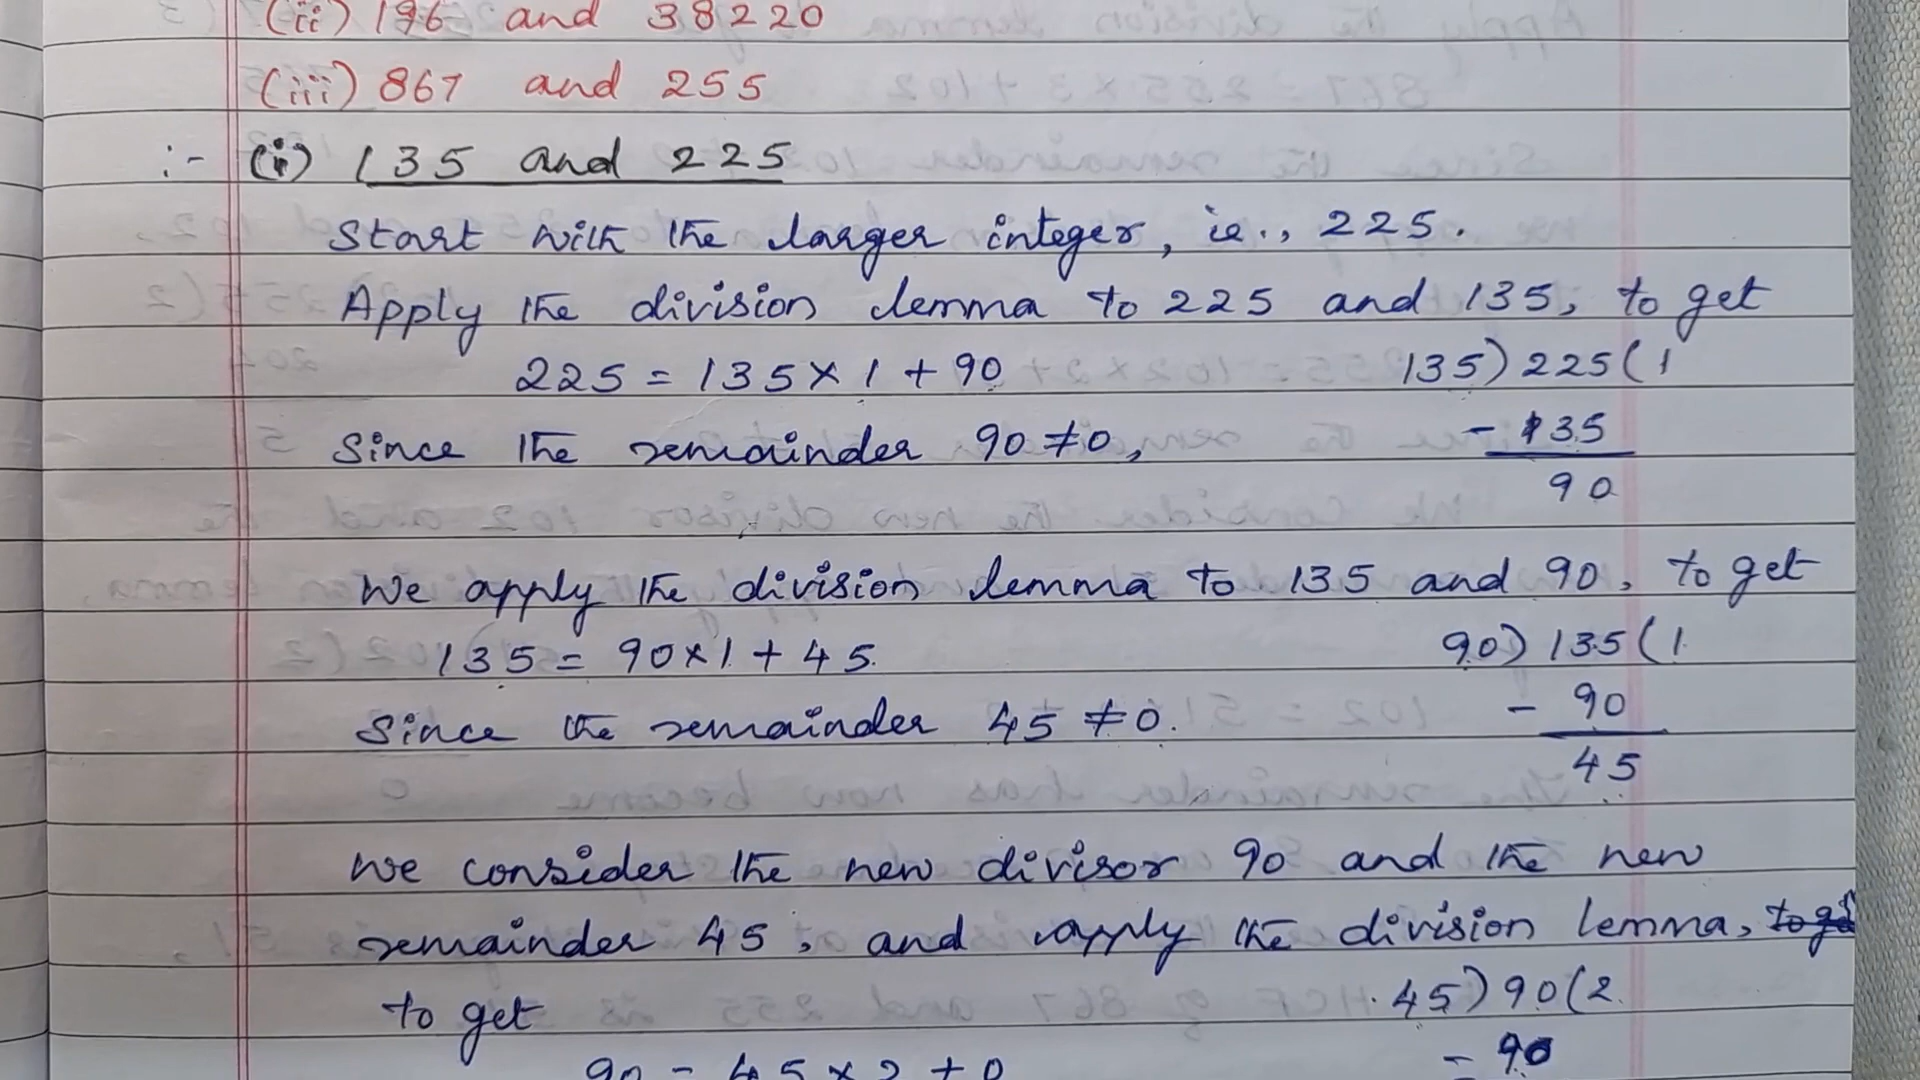 (ii) 196 and 38220
(iii) 867 and 255
:- (i) 135 and 225
Start with the larger integer, ie., 225.
Apply the division lemma to 225 and 135, to get
225 = 135 × 1 + 90 135) 225 ( 1
- 135
Since the remainder 90 ≠ 0,
90
We apply the division lemma to 135 and 90, to get
135 = 90 × 1 + 45 90) 135 ( 1
- 90
Since the remainder 45 ≠ 0.
45
We consider the new divisor 90 and the new
remainder 45, and apply the division lemma,
to get 45) 90 ( 2
90 = 45 × 2 + 0 - 90